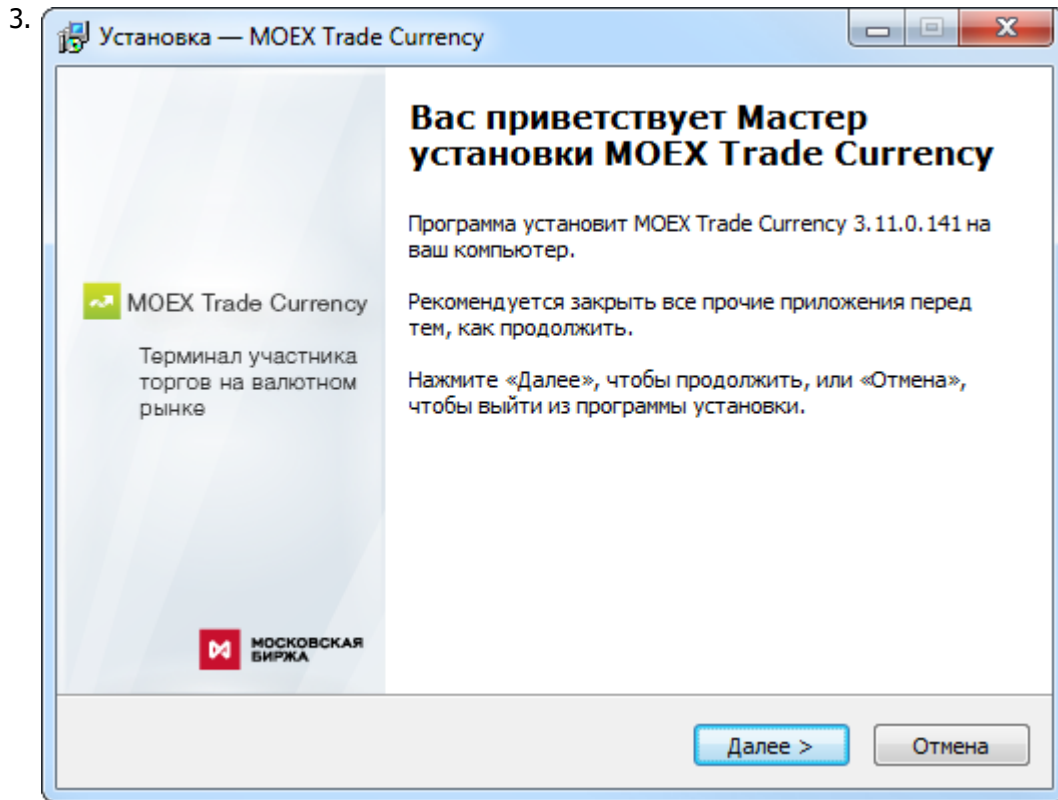 3.
Установка — MOEX Trade Currency
Вас приветствует Мастер
установки MOEX Trade Currency
Программа установит MOEX Trade Currency 3.11.0.141 на
ваш компьютер.
Рекомендуется закрыть все прочие приложения перед
тем, как продолжить.
Нажмите «Далее», чтобы продолжить, или «Отмена»,
чтобы выйти из программы установки.
MOEX Trade Currency
Терминал участника
торгов на валютном
рынке
МОСКОВСКАЯ
БИРЖА
Далее >
Отмена